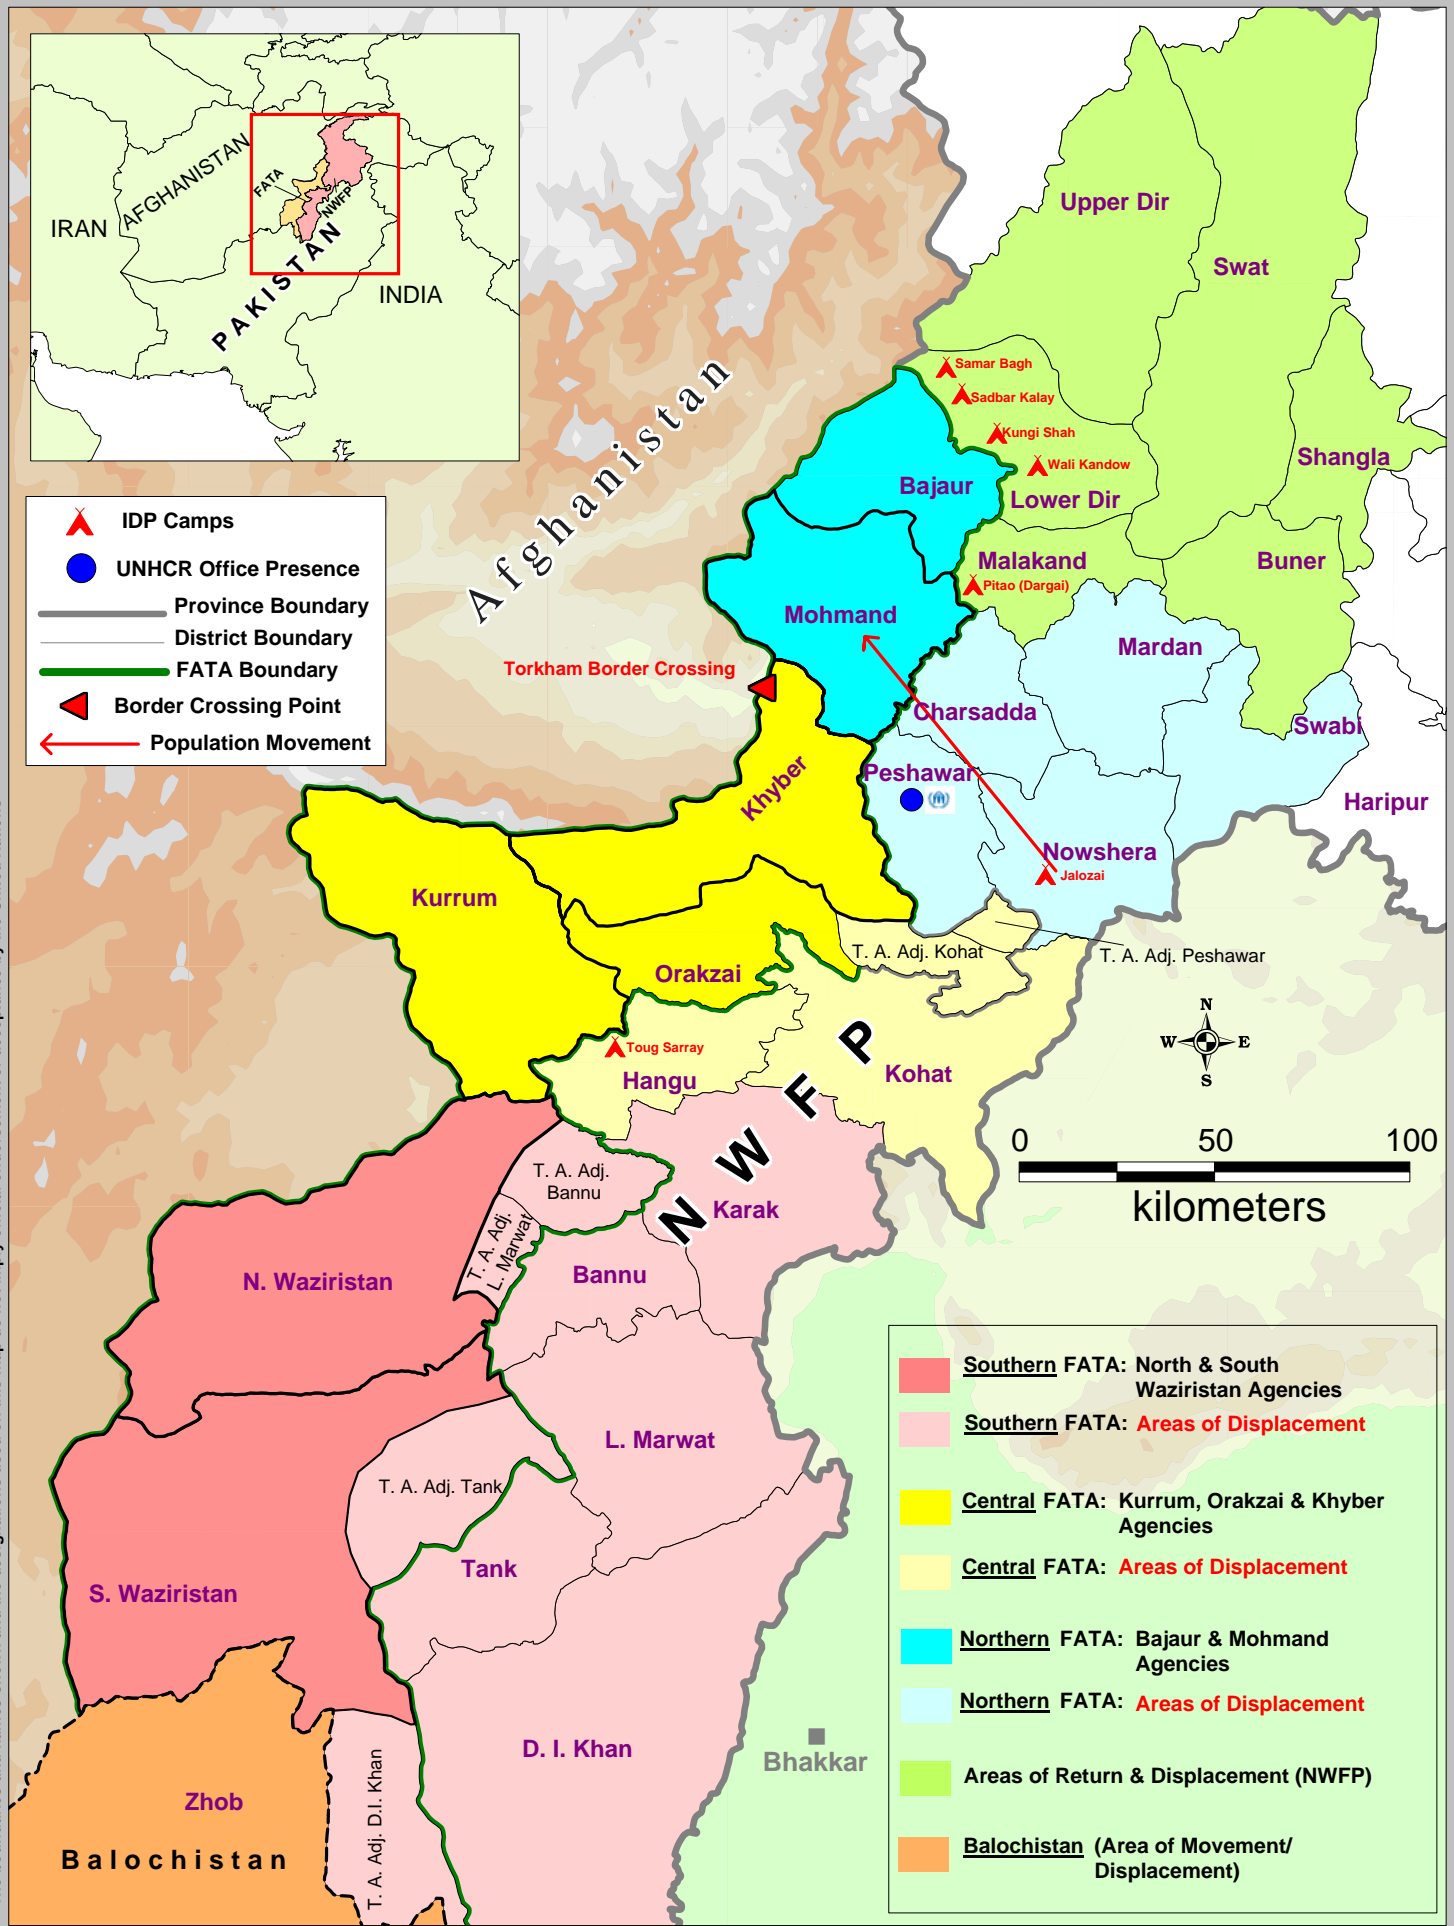 IRAN
AFGHANISTAN
FATA
NWFP
PAKISTAN
INDIA
IDP Camps
UNHCR Office Presence
Province Boundary
District Boundary
FATA Boundary
Border Crossing Point
Population Movement
Afghanistan
Upper Dir
Swat
Samar Bagh
Sadbar Kalay
Kungi Shah
Wali Kandow
Lower Dir
Shangla
Bajaur
Malakand
Pitao (Dargai)
Buner
Mohmand
Mardan
Torkham Border Crossing
Charsadda
Swabi
Khyber
Peshawar
Haripur
Nowshera
Jalozai
Kurrum
T. A. Adj. Kohat
T. A. Adj. Peshawar
Orakzai
Toug Sarray
Hangu
Kohat
N W F P
N
W E
S
0 50 100
kilometers
T. A. Adj.
Bannu
Karak
T. A. Adj.
L. Marwat
N. Waziristan
Bannu
L. Marwat
T. A. Adj. Tank
Tank
S. Waziristan
D. I. Khan
Bhakkar
Zhob
Balochistan
T. A. Adj. D.I. Khan
Southern FATA: North & South
Waziristan Agencies
Southern FATA: Areas of Displacement
Central FATA: Kurrum, Orakzai & Khyber
Agencies
Central FATA: Areas of Displacement
Northern FATA: Bajaur & Mohmand
Agencies
Northern FATA: Areas of Displacement
Areas of Return & Displacement (NWFP)
Balochistan (Area of Movement/
Displacement)